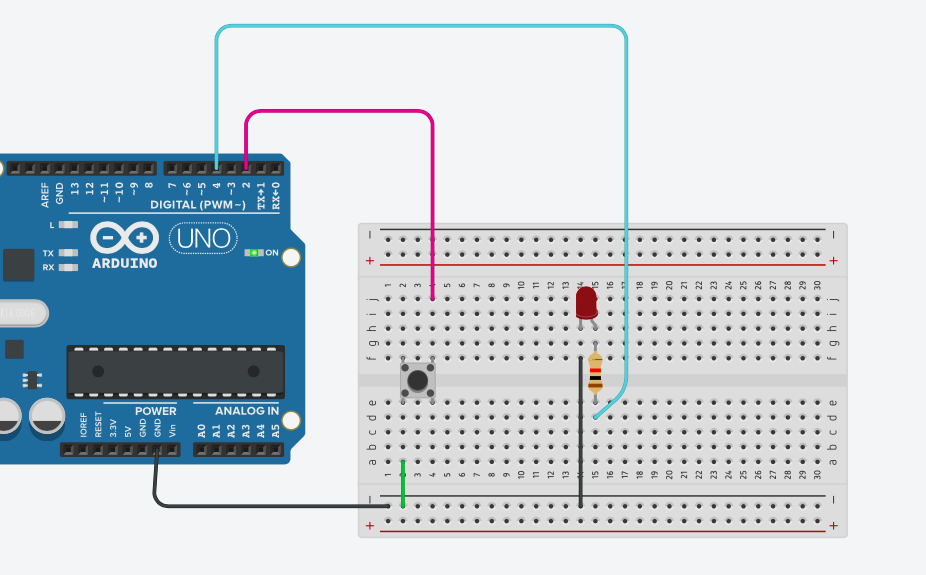 AREF
GND
13
12
~11
~10
~9
8
7
~6
~5
4
~3
2
TX→1
RX←0
DIGITAL (PWM~)
L
TX
RX
ARDUINO
UNO
ON
POWER
ANALOG IN
IOREF
RESET
3.3V
5V
GND
GND
Vin
A0
A1
A2
A3
A4
A5
− −
+ +
1 2 3 4 5 6 7 8 9 10 11 12 13 14 15 16 17 18 19 20 21 22 23 24 25 26 27 28 29 30
j j
i i
h h
g g
f f
e e
d d
c c
b b
a a
1 2 3 4 5 6 7 8 9 10 11 12 13 14 15 16 17 18 19 20 21 22 23 24 25 26 27 28 29 30
− −
+ +